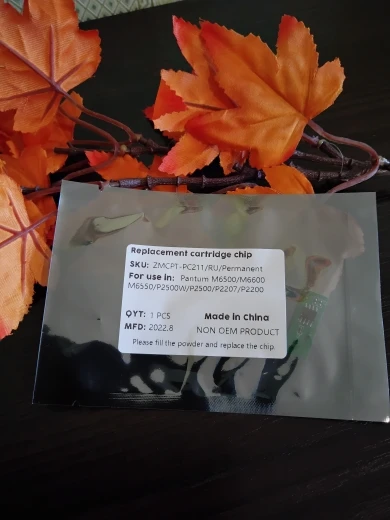 Replacement cartridge chip
SKU: ZMCPT-PC211/RU/Permanent
For use in: Pantum M6500/M6600
M6550/P2500W/P2500/P2207/P2200
QYT: 1 PCS Made in China
MFD: 2022.8 NON OEM PRODUCT
Please fill the powder and replace the chip.